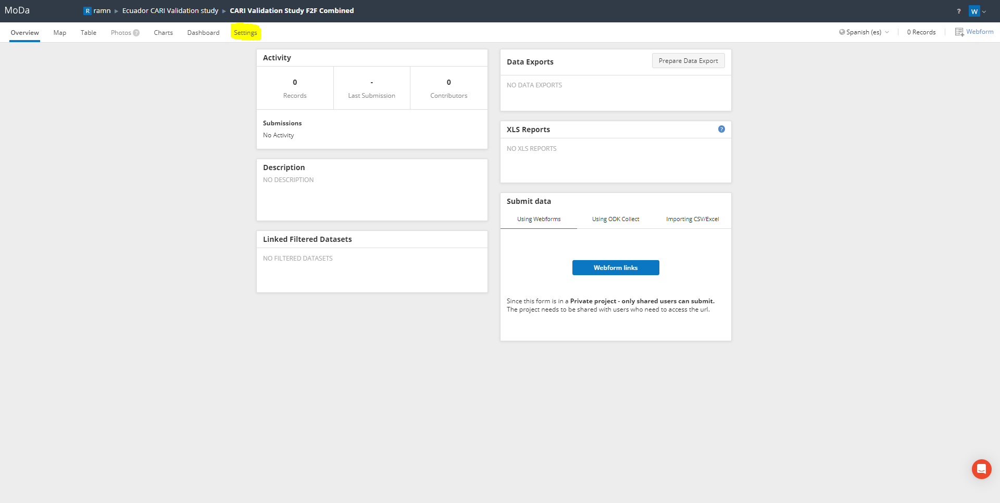 MoDa
R ramn ▸ Ecuador CARI Validation study ▸ CARI Validation Study F2F Combined
? W
Overview Map Table Photos ? Charts Dashboard Settings
Spanish (es) 0 Records Webform
Activity
0 - 0
Records Last Submission Contributors
Submissions
No Activity
Description
NO DESCRIPTION
Linked Filtered Datasets
NO FILTERED DATASETS
Data Exports Prepare Data Export
NO DATA EXPORTS
XLS Reports ?
NO XLS REPORTS
Submit data
Using Webforms Using ODK Collect Importing CSV/Excel
Webform links
Since this form is in a Private project - only shared users can submit.
The project needs to be shared with users who need to access the url.